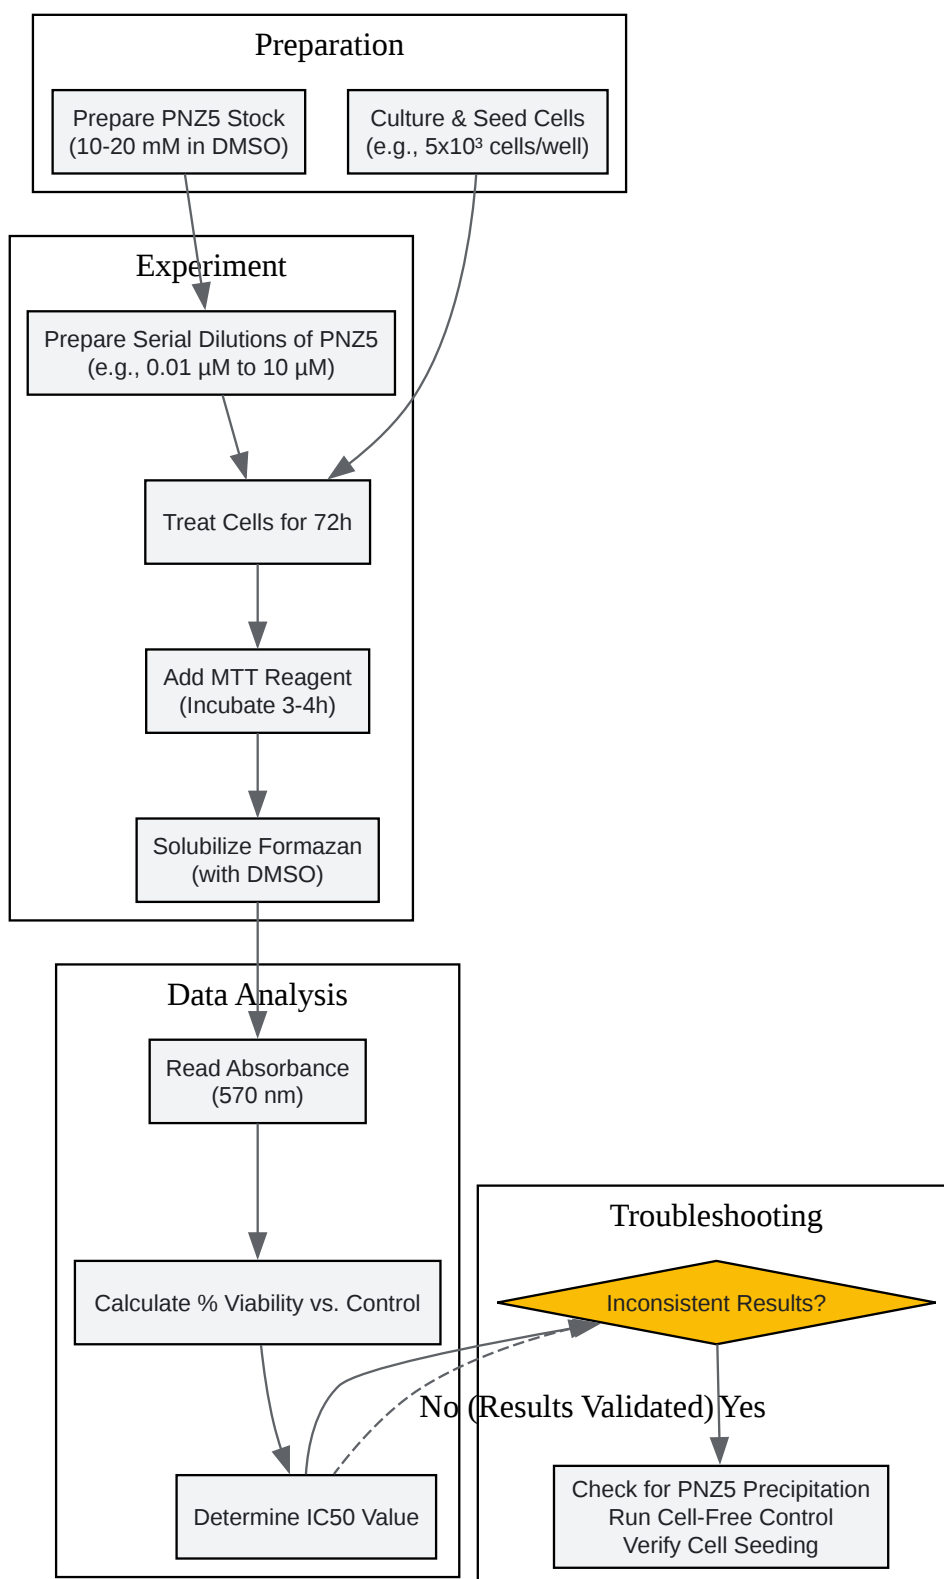 Preparation
Prepare PNZ5 Stock
(10-20 mM in DMSO)
Culture & Seed Cells
(e.g., 5x10³ cells/well)
Experiment
Prepare Serial Dilutions of PNZ5
(e.g., 0.01 µM to 10 µM)
Treat Cells for 72h
Add MTT Reagent
(Incubate 3-4h)
Solubilize Formazan
(with DMSO)
Data Analysis
Read Absorbance
(570 nm)
Calculate % Viability vs. Control
Determine IC50 Value
Troubleshooting
Inconsistent Results?
No (Results Validated)
Yes
Check for PNZ5 Precipitation
Run Cell-Free Control
Verify Cell Seeding